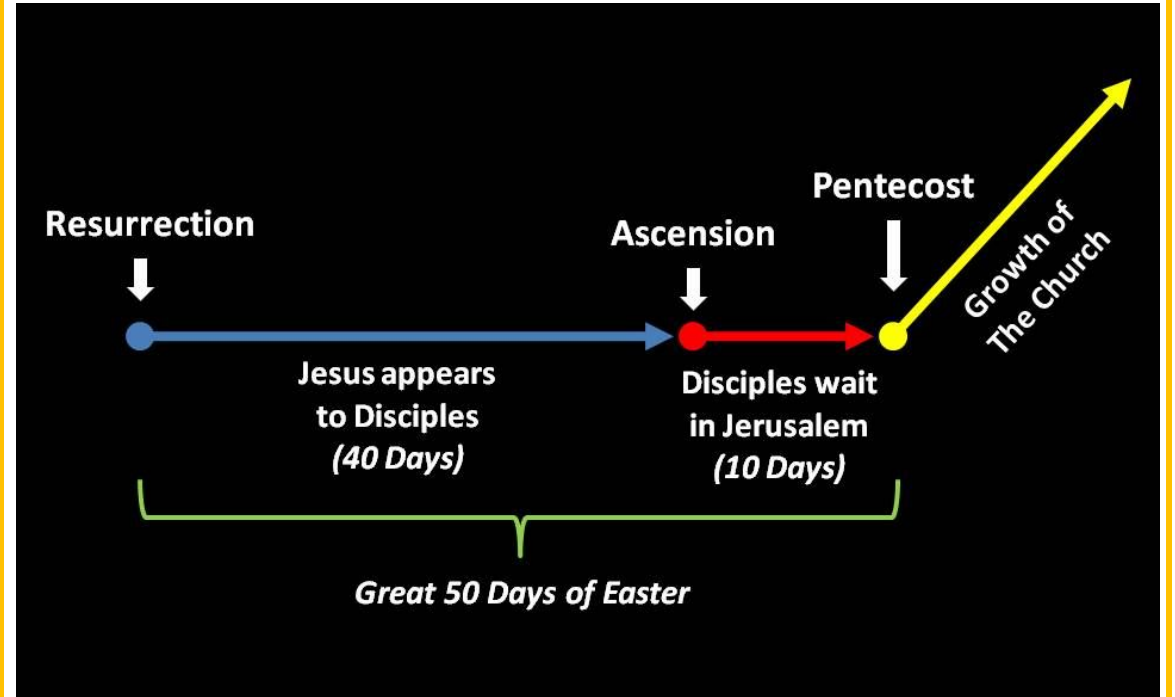 Resurrection
Ascension
Pentecost
Growth of
The Church
Jesus appears
to Disciples
(40 Days)
Disciples wait
in Jerusalem
(10 Days)
Great 50 Days of Easter